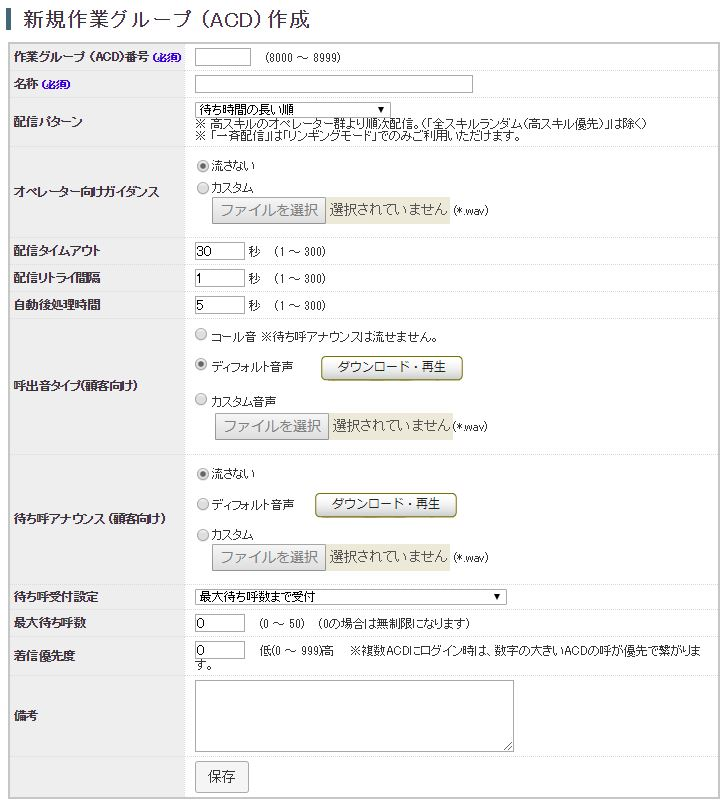 新規作業グループ（ACD）作成
作業グループ（ACD)番号 (必須)
(8000 ～ 8999)
名称 (必須)
配信パターン
待ち時間の長い順
※ 高スキルのオペレーター群より順次配信。（「全スキルランダム（高スキル優先）」は除く）
※「一斉配信」は「リンギングモード」でのみご利用いただけます。
オペレーター向けガイダンス
流さない
カスタム
ファイルを選択 選択されていません (*.wav)
配信タイムアウト
30 秒 (1 ～ 300)
配信リトライ間隔
1 秒 (1 ～ 300)
自動後処理時間
5 秒 (1 ～ 300)
呼出音タイプ(顧客向け)
コール音 ※待ち呼アナウンスは流せません。
ディフォルト音声 ダウンロード・再生
カスタム音声
ファイルを選択 選択されていません (*.wav)
待ち呼アナウンス（顧客向け）
流さない
ディフォルト音声 ダウンロード・再生
カスタム
ファイルを選択 選択されていません (*.wav)
待ち呼受付設定
最大待ち呼数まで受付
最大待ち呼数
0 (0 ～ 50) (0の場合は無制限になります)
着信優先度
0 低(0 ～ 999)高 ※複数ACDにログイン時は、数字の大きいACDの呼が優先で繋がりま
す。
備考
保存